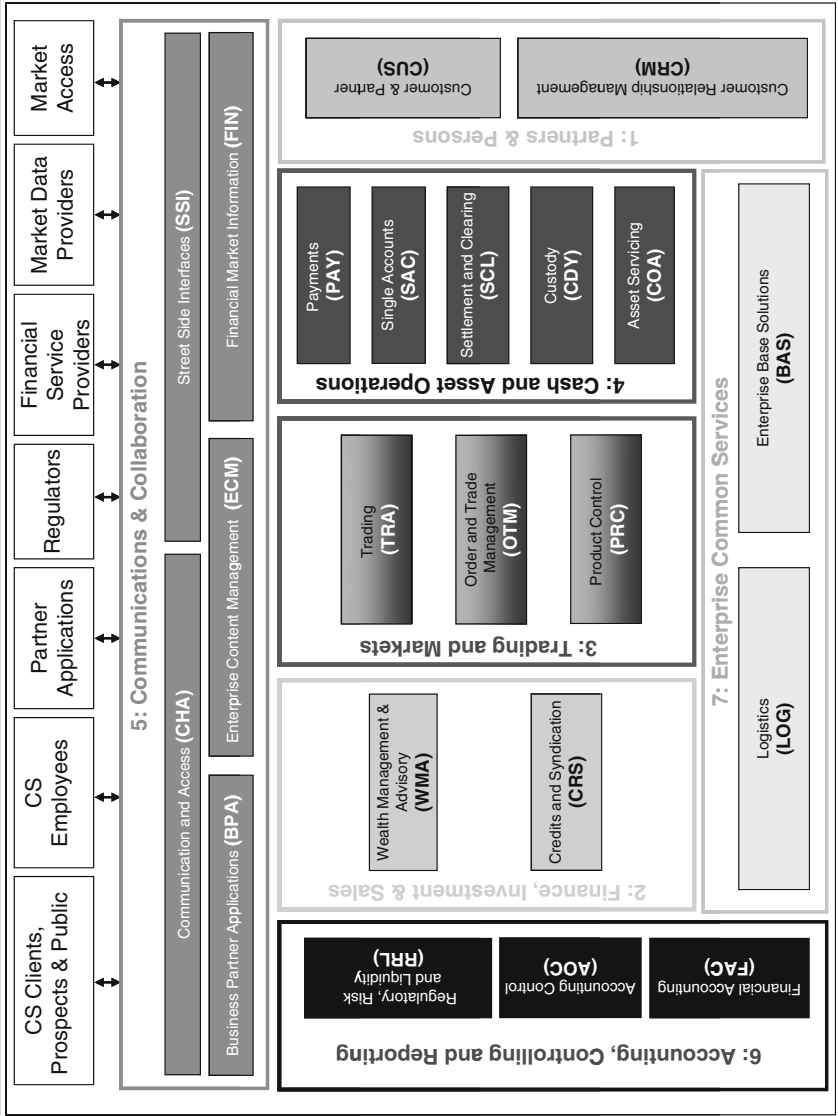 CS Clients,
Prospects & Public
CS
Employees
Partner
Applications
Regulators
Financial
Service
Providers
Market Data
Providers
Market
Access
5: Communications & Collaboration
Communication and Access (CHA)
Street Side Interfaces (SSI)
Business Partner Applications (BPA)
Enterprise Content Management (ECM)
Financial Market Information (FIN)
6: Accounting, Controlling and Reporting
Regulatory, Risk
and Liquidity
(RRL)
Accounting Control
(AOC)
Financial Accounting
(FAC)
2: Finance, Investment & Sales
Wealth Management &
Advisory
(WMA)
Credits and Syndication
(CRS)
3: Trading and Markets
Trading
(TRA)
Order and Trade
Management
(OTM)
Product Control
(PRC)
4: Cash and Asset Operations
Payments
(PAY)
Single Accounts
(SAC)
Settlement and Clearing
(SCL)
Custody
(CDY)
Asset Servicing
(COA)
1: Partners & Persons
Customer & Partner
(CUS)
Customer Relationship Management
(CRM)
7: Enterprise Common Services
Logistics
(LOG)
Enterprise Base Solutions
(BAS)